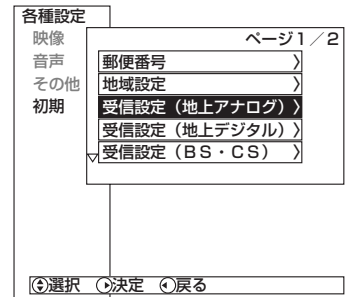 各種設定
映像
音声
その他
初期
ページ1／2
郵便番号 〉
地域設定 〉
受信設定（地上アナログ）〉
受信設定（地上デジタル）〉
受信設定（ＢＳ・ＣＳ） 〉
選択 決定 戻る